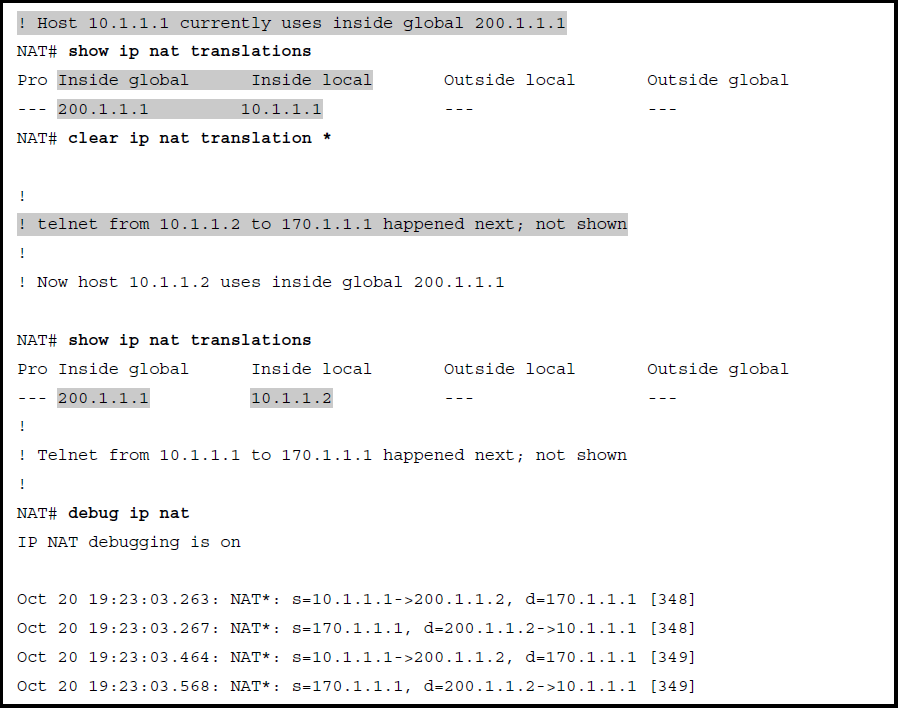 ! Host 10.1.1.1 currently uses inside global 200.1.1.1
NAT# show ip nat translations
Pro Inside global      Inside local       Outside local       Outside global
--- 200.1.1.1         10.1.1.1            ---                 ---
NAT# clear ip nat translation *
!
! telnet from 10.1.1.2 to 170.1.1.1 happened next; not shown
!
! Now host 10.1.1.2 uses inside global 200.1.1.1
NAT# show ip nat translations
Pro Inside global      Inside local       Outside local       Outside global
--- 200.1.1.1          10.1.1.2           ---                 ---
!
! Telnet from 10.1.1.1 to 170.1.1.1 happened next; not shown
!
NAT# debug ip nat
IP NAT debugging is on
Oct 20 19:23:03.263: NAT*: s=10.1.1.1->200.1.1.2, d=170.1.1.1 [348]
Oct 20 19:23:03.267: NAT*: s=170.1.1.1, d=200.1.1.2->10.1.1.1 [348]
Oct 20 19:23:03.464: NAT*: s=10.1.1.1->200.1.1.2, d=170.1.1.1 [349]
Oct 20 19:23:03.568: NAT*: s=170.1.1.1, d=200.1.1.2->10.1.1.1 [349]